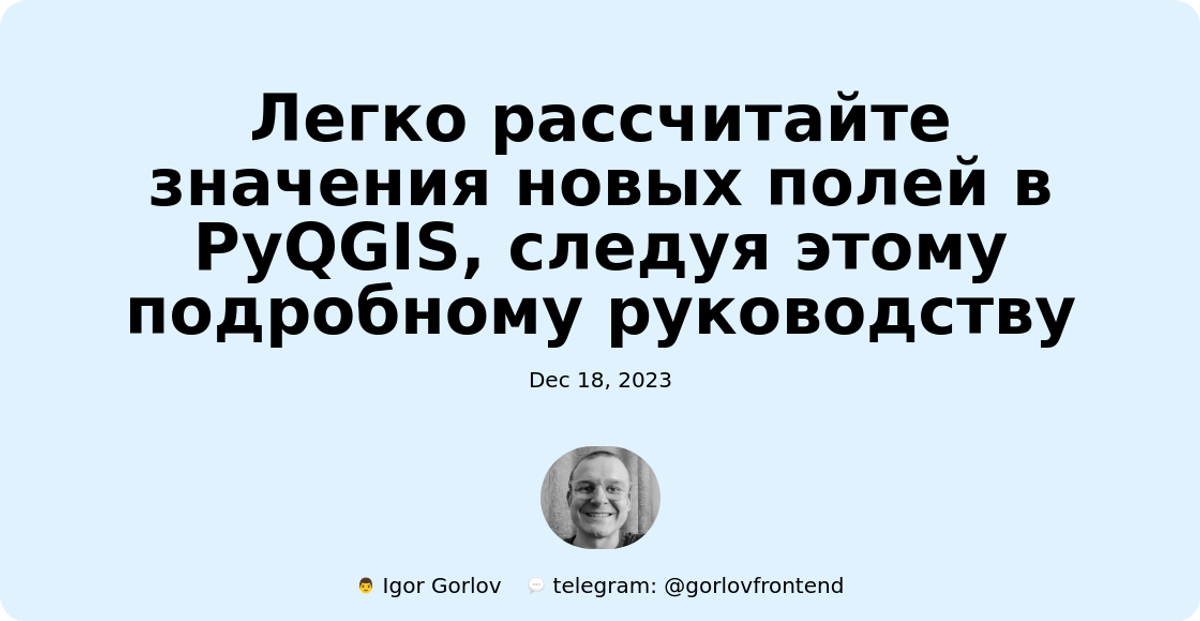 Легко рассчитайте
значения новых полей в
PyQGIS, следуя этому
подробному руководству
Dec 18, 2023
Igor Gorlov telegram: @gorlovfrontend